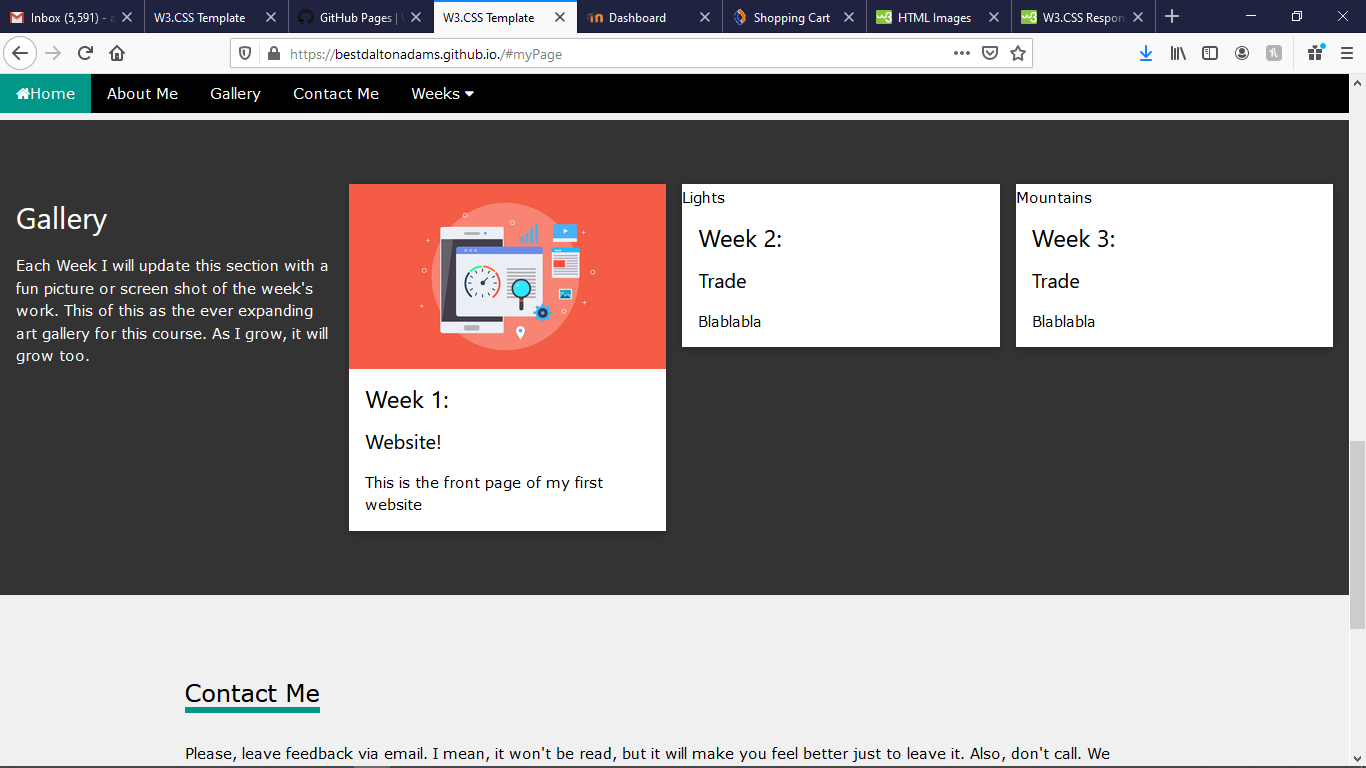 Inbox (5,591) - a
W3.CSS Template
GitHub Pages |
W3.CSS Template
Dashboard
Shopping Cart
HTML Images
W3.CSS Respon
https://bestdaltonadams.github.io./#myPage
Home About Me Gallery Contact Me Weeks
Gallery
Each Week I will update this section with a
fun picture or screen shot of the week's
work. This of this as the ever expanding
art gallery for this course. As I grow, it will
grow too.
Week 1:
Website!
This is the front page of my first
website
Lights
Week 2:
Trade
Blablabla
Mountains
Week 3:
Trade
Blablabla
Contact Me
Please, leave feedback via email. I mean, it won't be read, but it will make you feel better just to leave it. Also, don't call. We